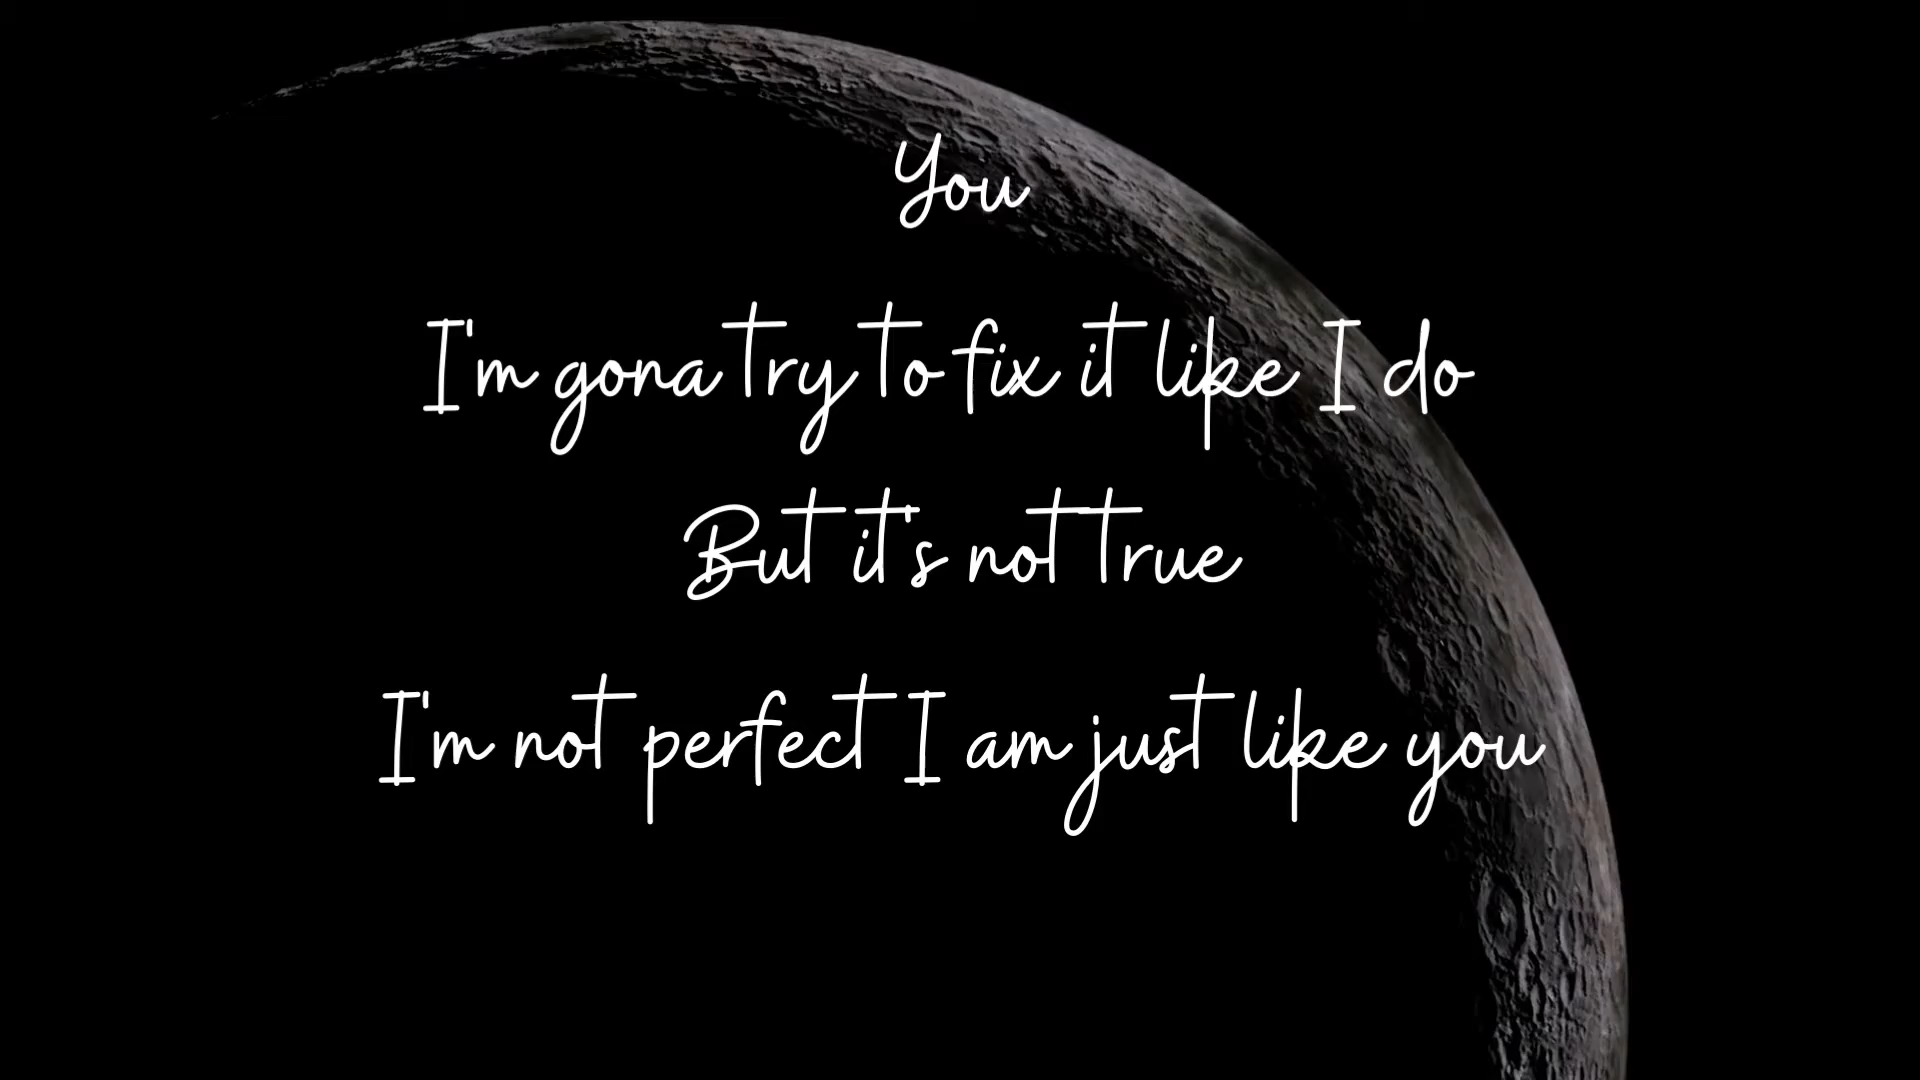 You
I'm gona try to fix it like I do
But it's not true
I'm not perfect I am just like you